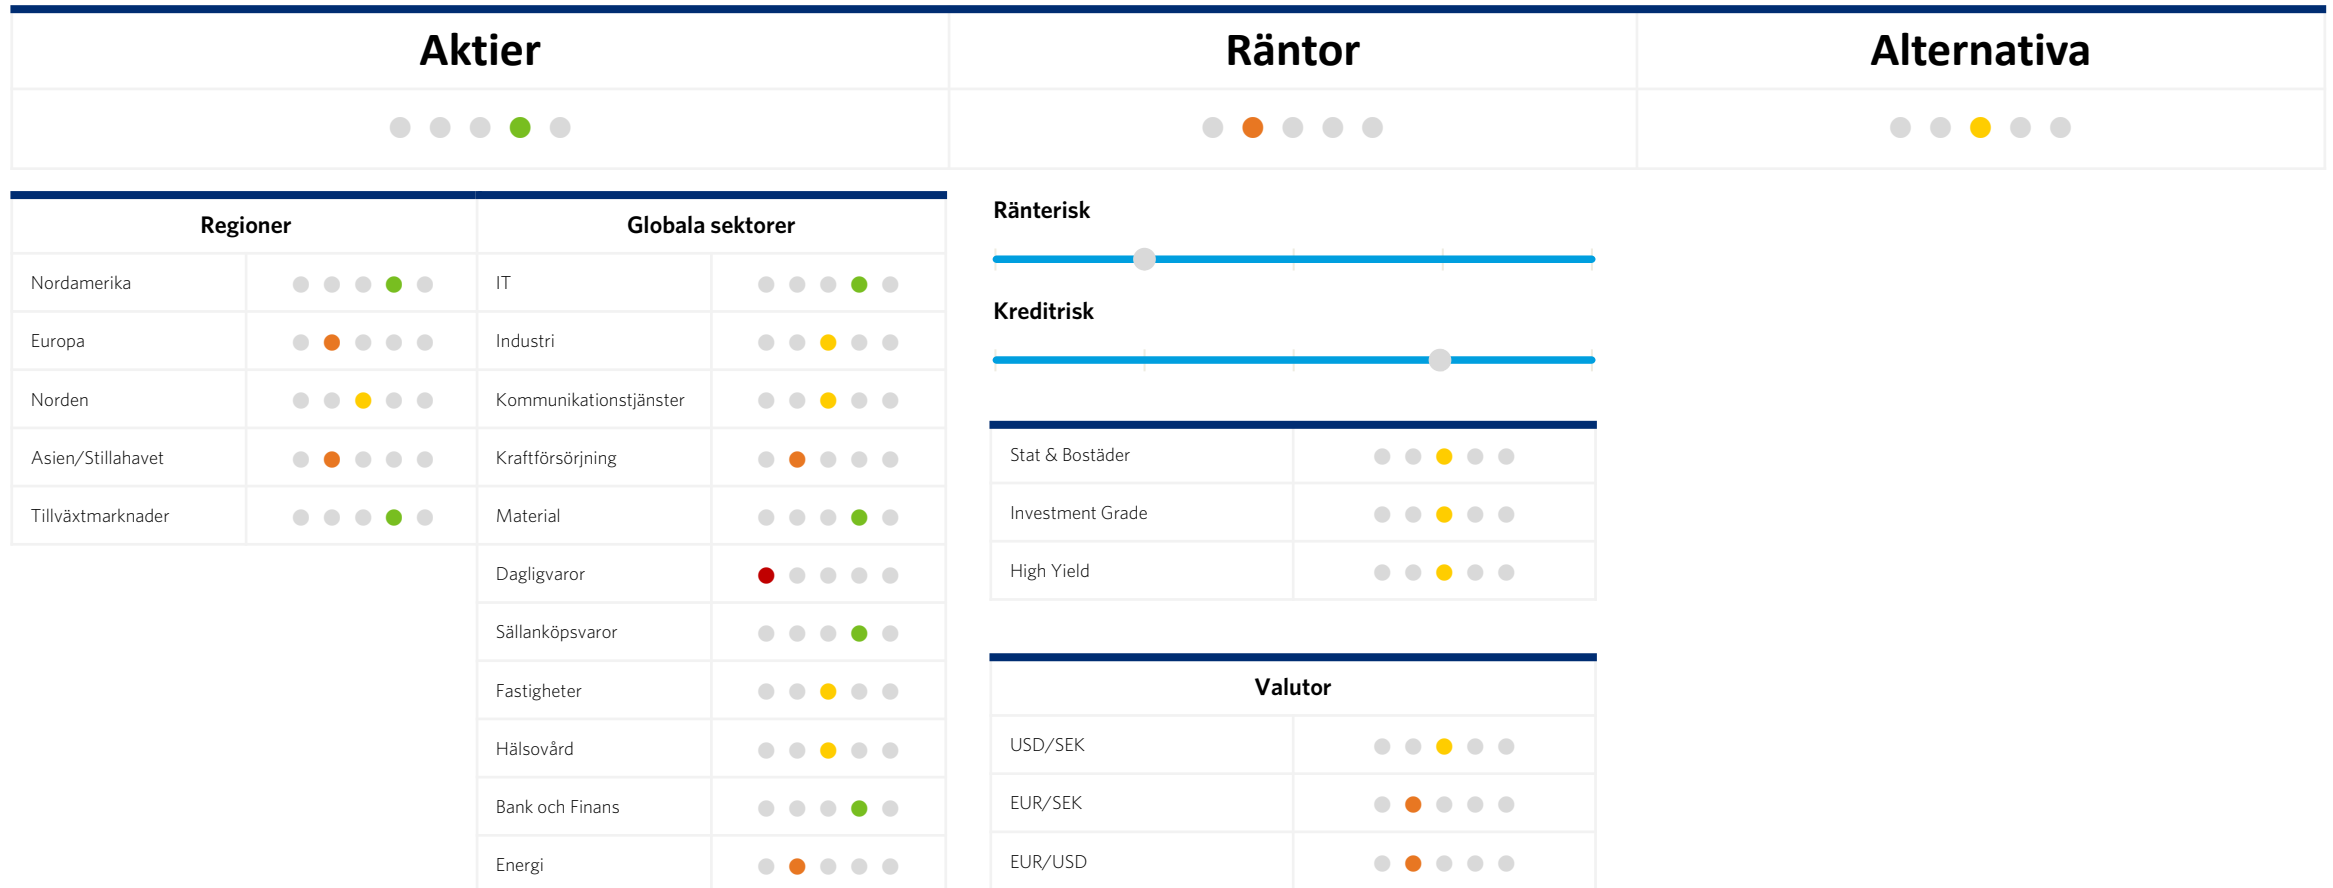 Aktier
Räntor
Alternativa
Regioner
Globala sektorer
Nordamerika
IT
Europa
Industri
Norden
Kommunikationstjänster
Asien/Stillahavet
Kraftförsörjning
Tillväxtmarknader
Material
Dagligvaror
Sällanköpsvaror
Fastigheter
Hälsovård
Bank och Finans
Energi
Ränterisk
Kreditrisk
Stat & Bostäder
Investment Grade
High Yield
Valutor
USD/SEK
EUR/SEK
EUR/USD